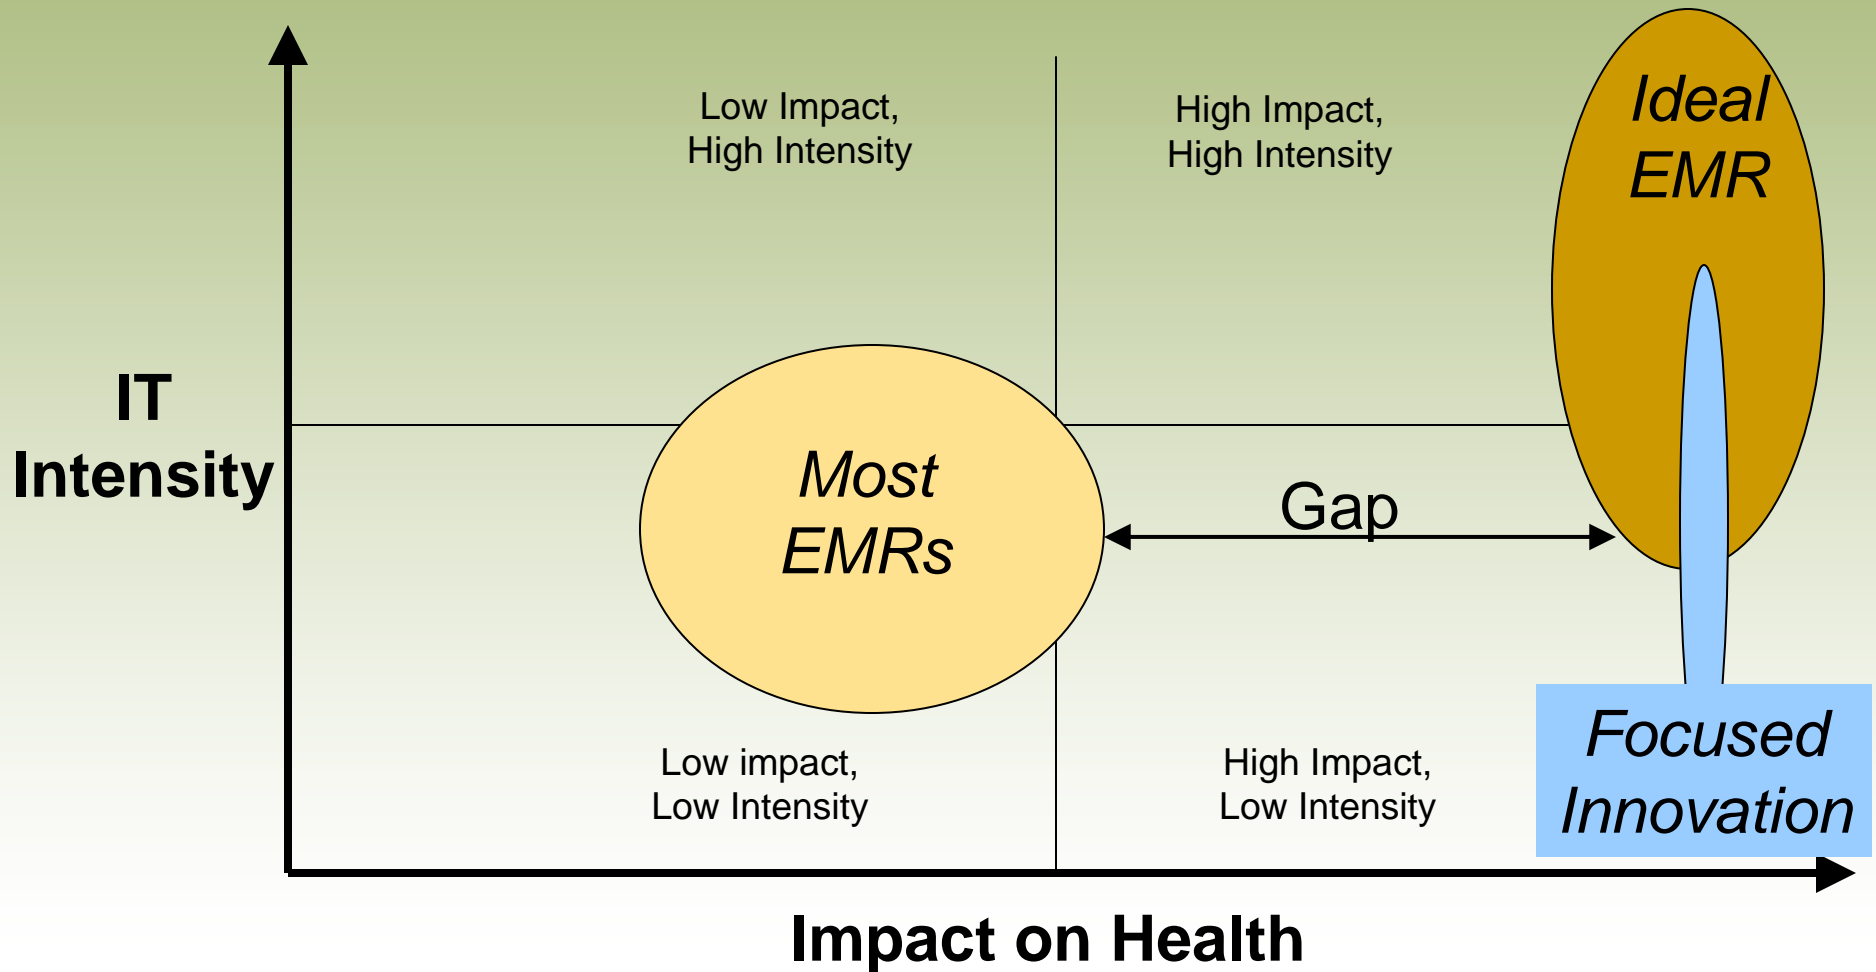 Low Impact,
High Intensity
High Impact,
High Intensity
Ideal
EMR
IT
Intensity
Most
EMRs
Gap
Low impact,
Low Intensity
High Impact,
Low Intensity
Focused
Innovation
Impact on Health